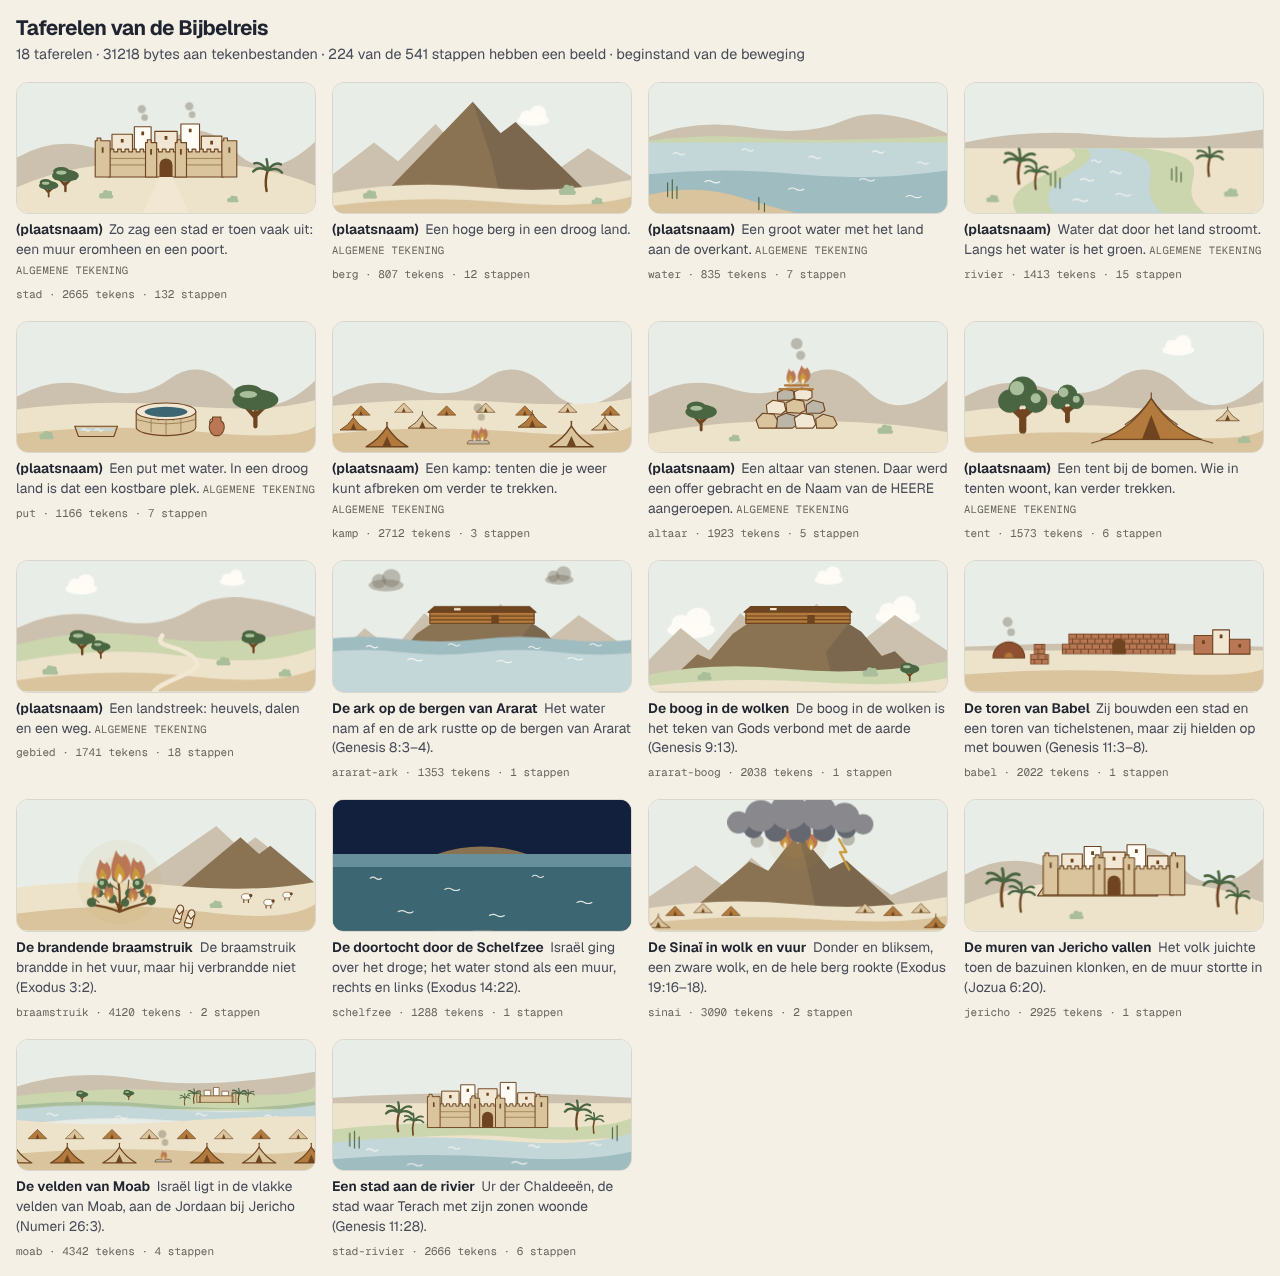 Taferelen van de Bijbelreis
18 taferelen · 31218 bytes aan tekenbestanden · 224 van de 541 stappen hebben een beeld · beginstand van de beweging
(plaatsnaam) Zo zag een stad er toen vaak uit:
een muur eromheen en een poort.
ALGEMENE TEKENING
stad · 2665 tekens · 132 stappen
(plaatsnaam) Een hoge berg in een droog land.
ALGEMENE TEKENING
berg · 807 tekens · 12 stappen
(plaatsnaam) Een groot water met het land
aan de overkant. ALGEMENE TEKENING
water · 835 tekens · 7 stappen
(plaatsnaam) Water dat door het land stroomt.
Langs het water is het groen. ALGEMENE TEKENING
rivier · 1413 tekens · 15 stappen
(plaatsnaam) Een put met water. In een droog
land is dat een kostbare plek. ALGEMENE TEKENING
put · 1166 tekens · 7 stappen
(plaatsnaam) Een kamp: tenten die je weer
kunt afbreken om verder te trekken.
ALGEMENE TEKENING
kamp · 2712 tekens · 3 stappen
(plaatsnaam) Een altaar van stenen. Daar werd
een offer gebracht en de Naam van de HEERE
aangeroepen. ALGEMENE TEKENING
altaar · 1923 tekens · 5 stappen
(plaatsnaam) Een tent bij de bomen. Wie in
tenten woont, kan verder trekken.
ALGEMENE TEKENING
tent · 1573 tekens · 6 stappen
(plaatsnaam) Een landstreek: heuvels, dalen
en een weg. ALGEMENE TEKENING
gebied · 1741 tekens · 18 stappen
De ark op de bergen van Ararat Het water
nam af en de ark rustte op de bergen van Ararat
(Genesis 8:3–4).
ararat-ark · 1353 tekens · 1 stappen
De boog in de wolken De boog in de wolken is
het teken van Gods verbond met de aarde
(Genesis 9:13).
ararat-boog · 2038 tekens · 1 stappen
De toren van Babel Zij bouwden een stad en
een toren van tichelstenen, maar zij hielden op
met bouwen (Genesis 11:3–8).
babel · 2022 tekens · 1 stappen
De brandende braamstruik De braamstruik
brandde in het vuur, maar hij verbrandde niet
(Exodus 3:2).
braamstruik · 4120 tekens · 2 stappen
De doortocht door de Schelfzee Israël ging
over het droge; het water stond als een muur,
rechts en links (Exodus 14:22).
schelfzee · 1288 tekens · 1 stappen
De Sinaï in wolk en vuur Donder en bliksem,
een zware wolk, en de hele berg rookte (Exodus
19:16–18).
sinai · 3090 tekens · 2 stappen
De muren van Jericho vallen Het volk juichte
toen de bazuinen klonken, en de muur stortte in
(Jozua 6:20).
jericho · 2925 tekens · 1 stappen
De velden van Moab Israël ligt in de vlakke
velden van Moab, aan de Jordaan bij Jericho
(Numeri 26:3).
moab · 4342 tekens · 4 stappen
Een stad aan de rivier Ur der Chaldeeën, de
stad waar Terach met zijn zonen woonde
(Genesis 11:28).
stad-rivier · 2666 tekens · 6 stappen